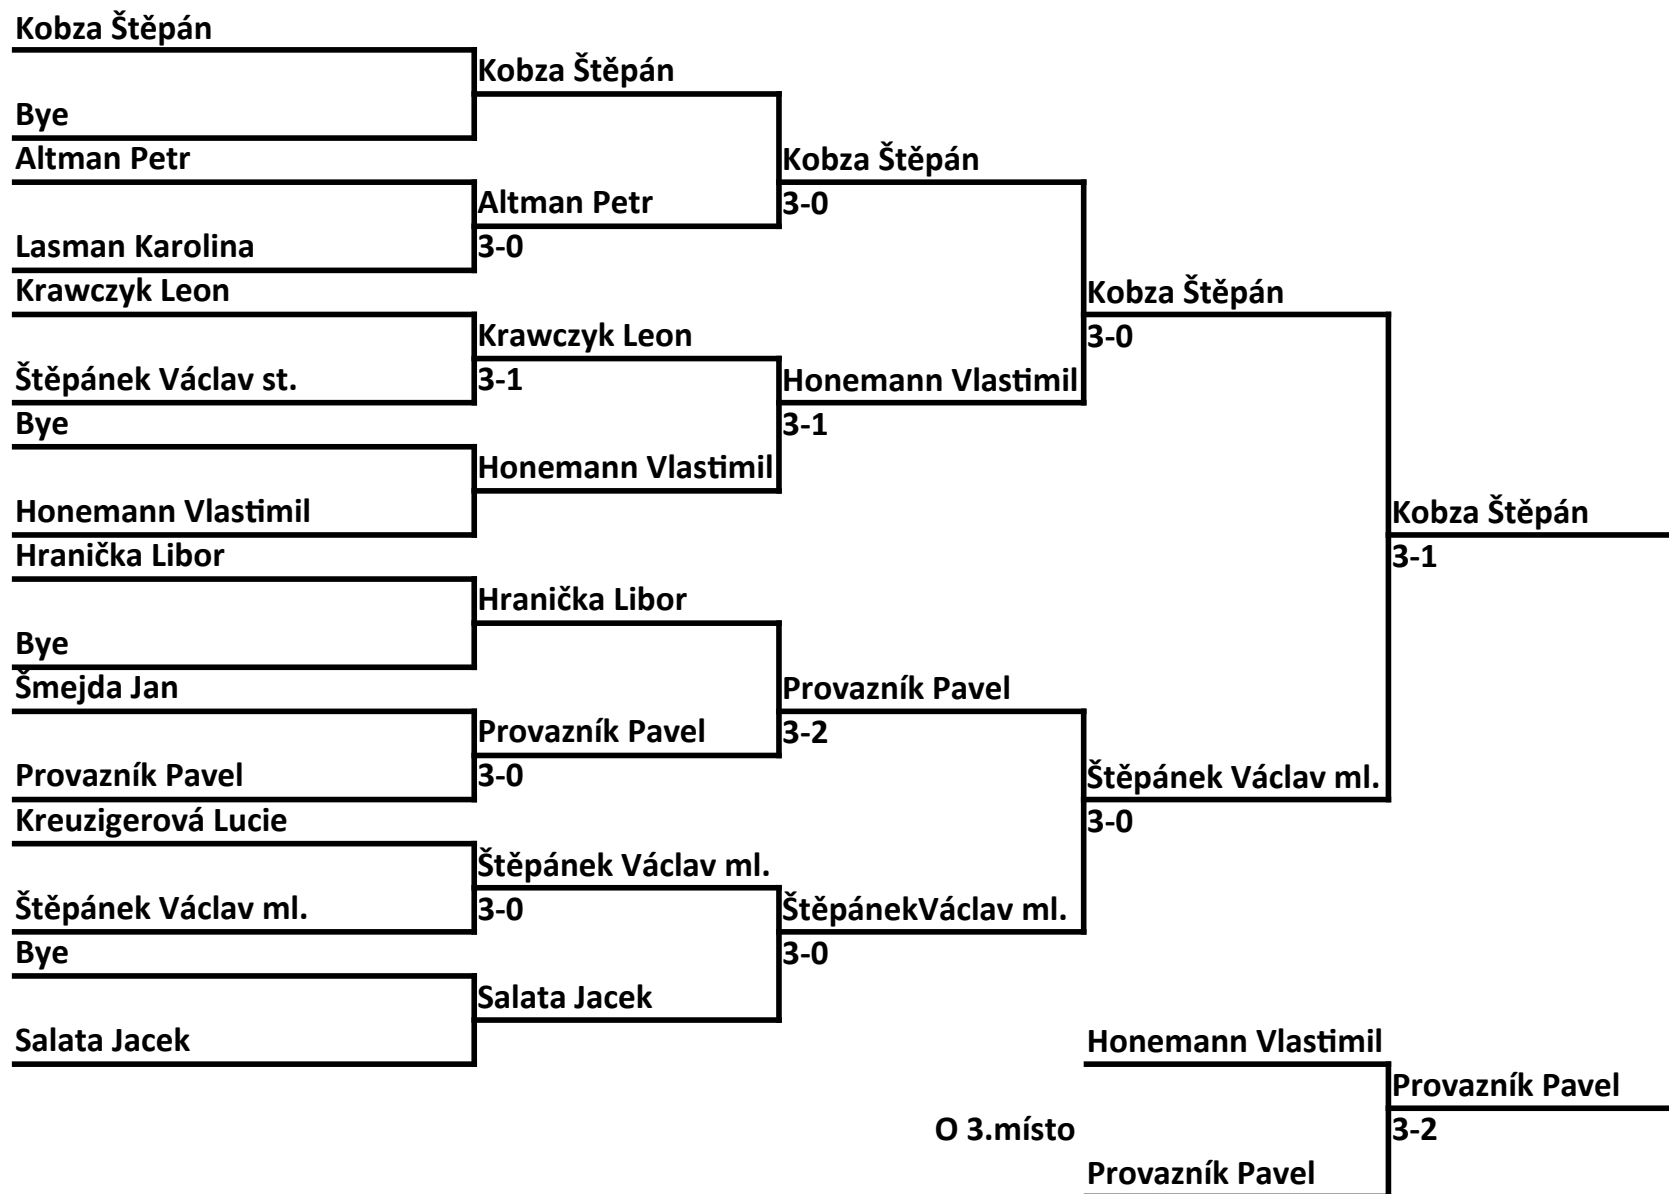 Kobza Štěpán
Kobza Štěpán
Bye
Altman Petr
Kobza Štěpán
Altman Petr
3-0
Lasman Karolina
3-0
Krawczyk Leon
Kobza Štěpán
Krawczyk Leon
3-0
Štěpánek Václav st.
3-1
Honemann Vlastimil
Bye
3-1
Honemann Vlastimil
Honemann Vlastimil
Kobza Štěpán
Hranička Libor
3-1
Hranička Libor
Bye
Šmejda Jan
Provazník Pavel
Provazník Pavel
3-2
Provazník Pavel
3-0
Štěpánek Václav ml.
Kreuzigerová Lucie
3-0
Štěpánek Václav ml.
Štěpánek Václav ml.
3-0
ŠtěpánekVáclav ml.
Bye
3-0
Salata Jacek
Salata Jacek
Honemann Vlastimil
Provazník Pavel
O 3.místo
3-2
Provazník Pavel